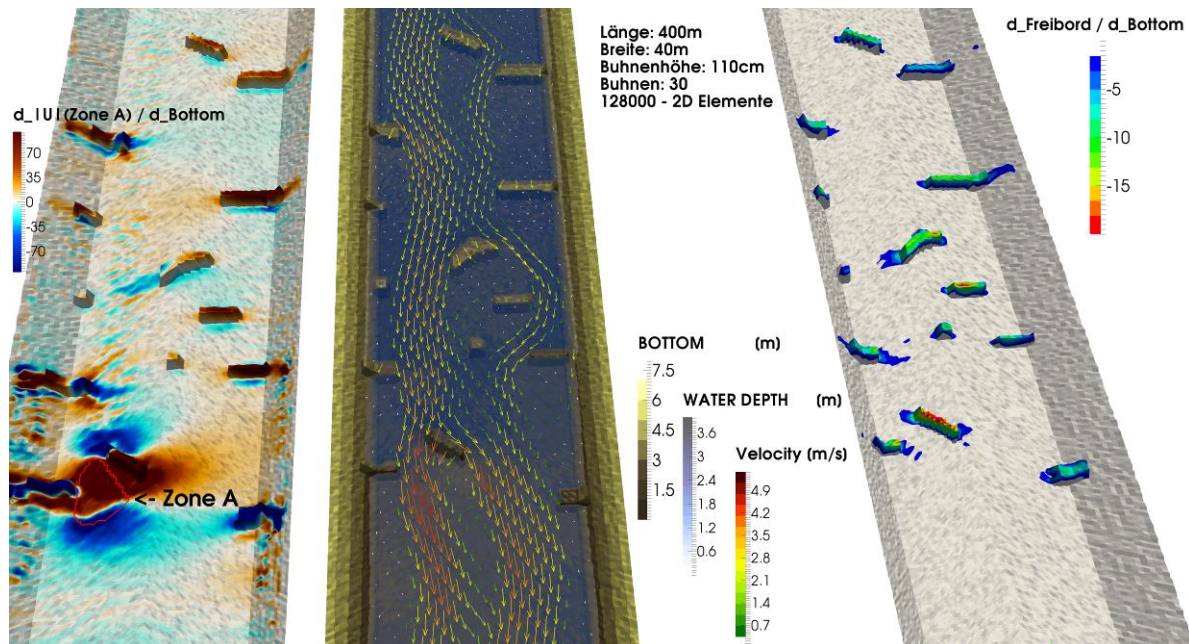 Länge: 400m
Breite: 40m
Buhnenhöhe: 110cm
Buhnen: 30
128000 - 2D Elemente
d_|U|(Zone A) / d_Bottom
70
35
0
-35
-70
<- Zone A
BOTTOM (m)
7.5
6
4.5
3
1.5
WATER DEPTH (m)
3.6
3
2.4
1.8
1.2
0.6
Velocity (m/s)
4.9
4.2
3.5
2.8
2.1
1.4
0.7
d_Freibord / d_Bottom
-5
-10
-15